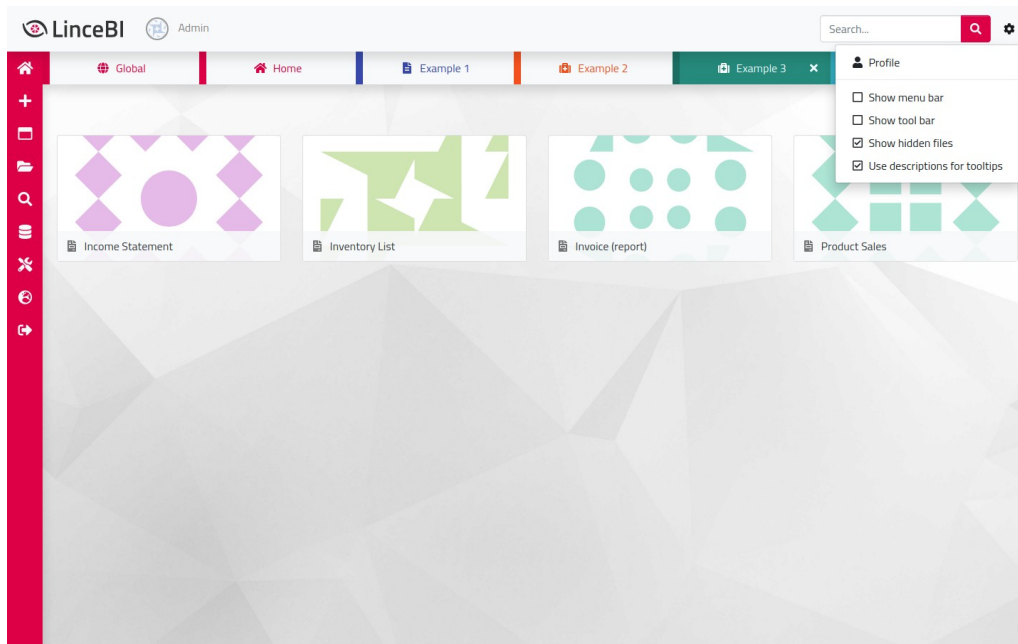 LinceBI
Admin
Search...
Global
Home
Example 1
Example 2
Example 3
Profile
Show menu bar
Show tool bar
Show hidden files
Use descriptions for tooltips
Income Statement
Inventory List
Invoice (report)
Product Sales